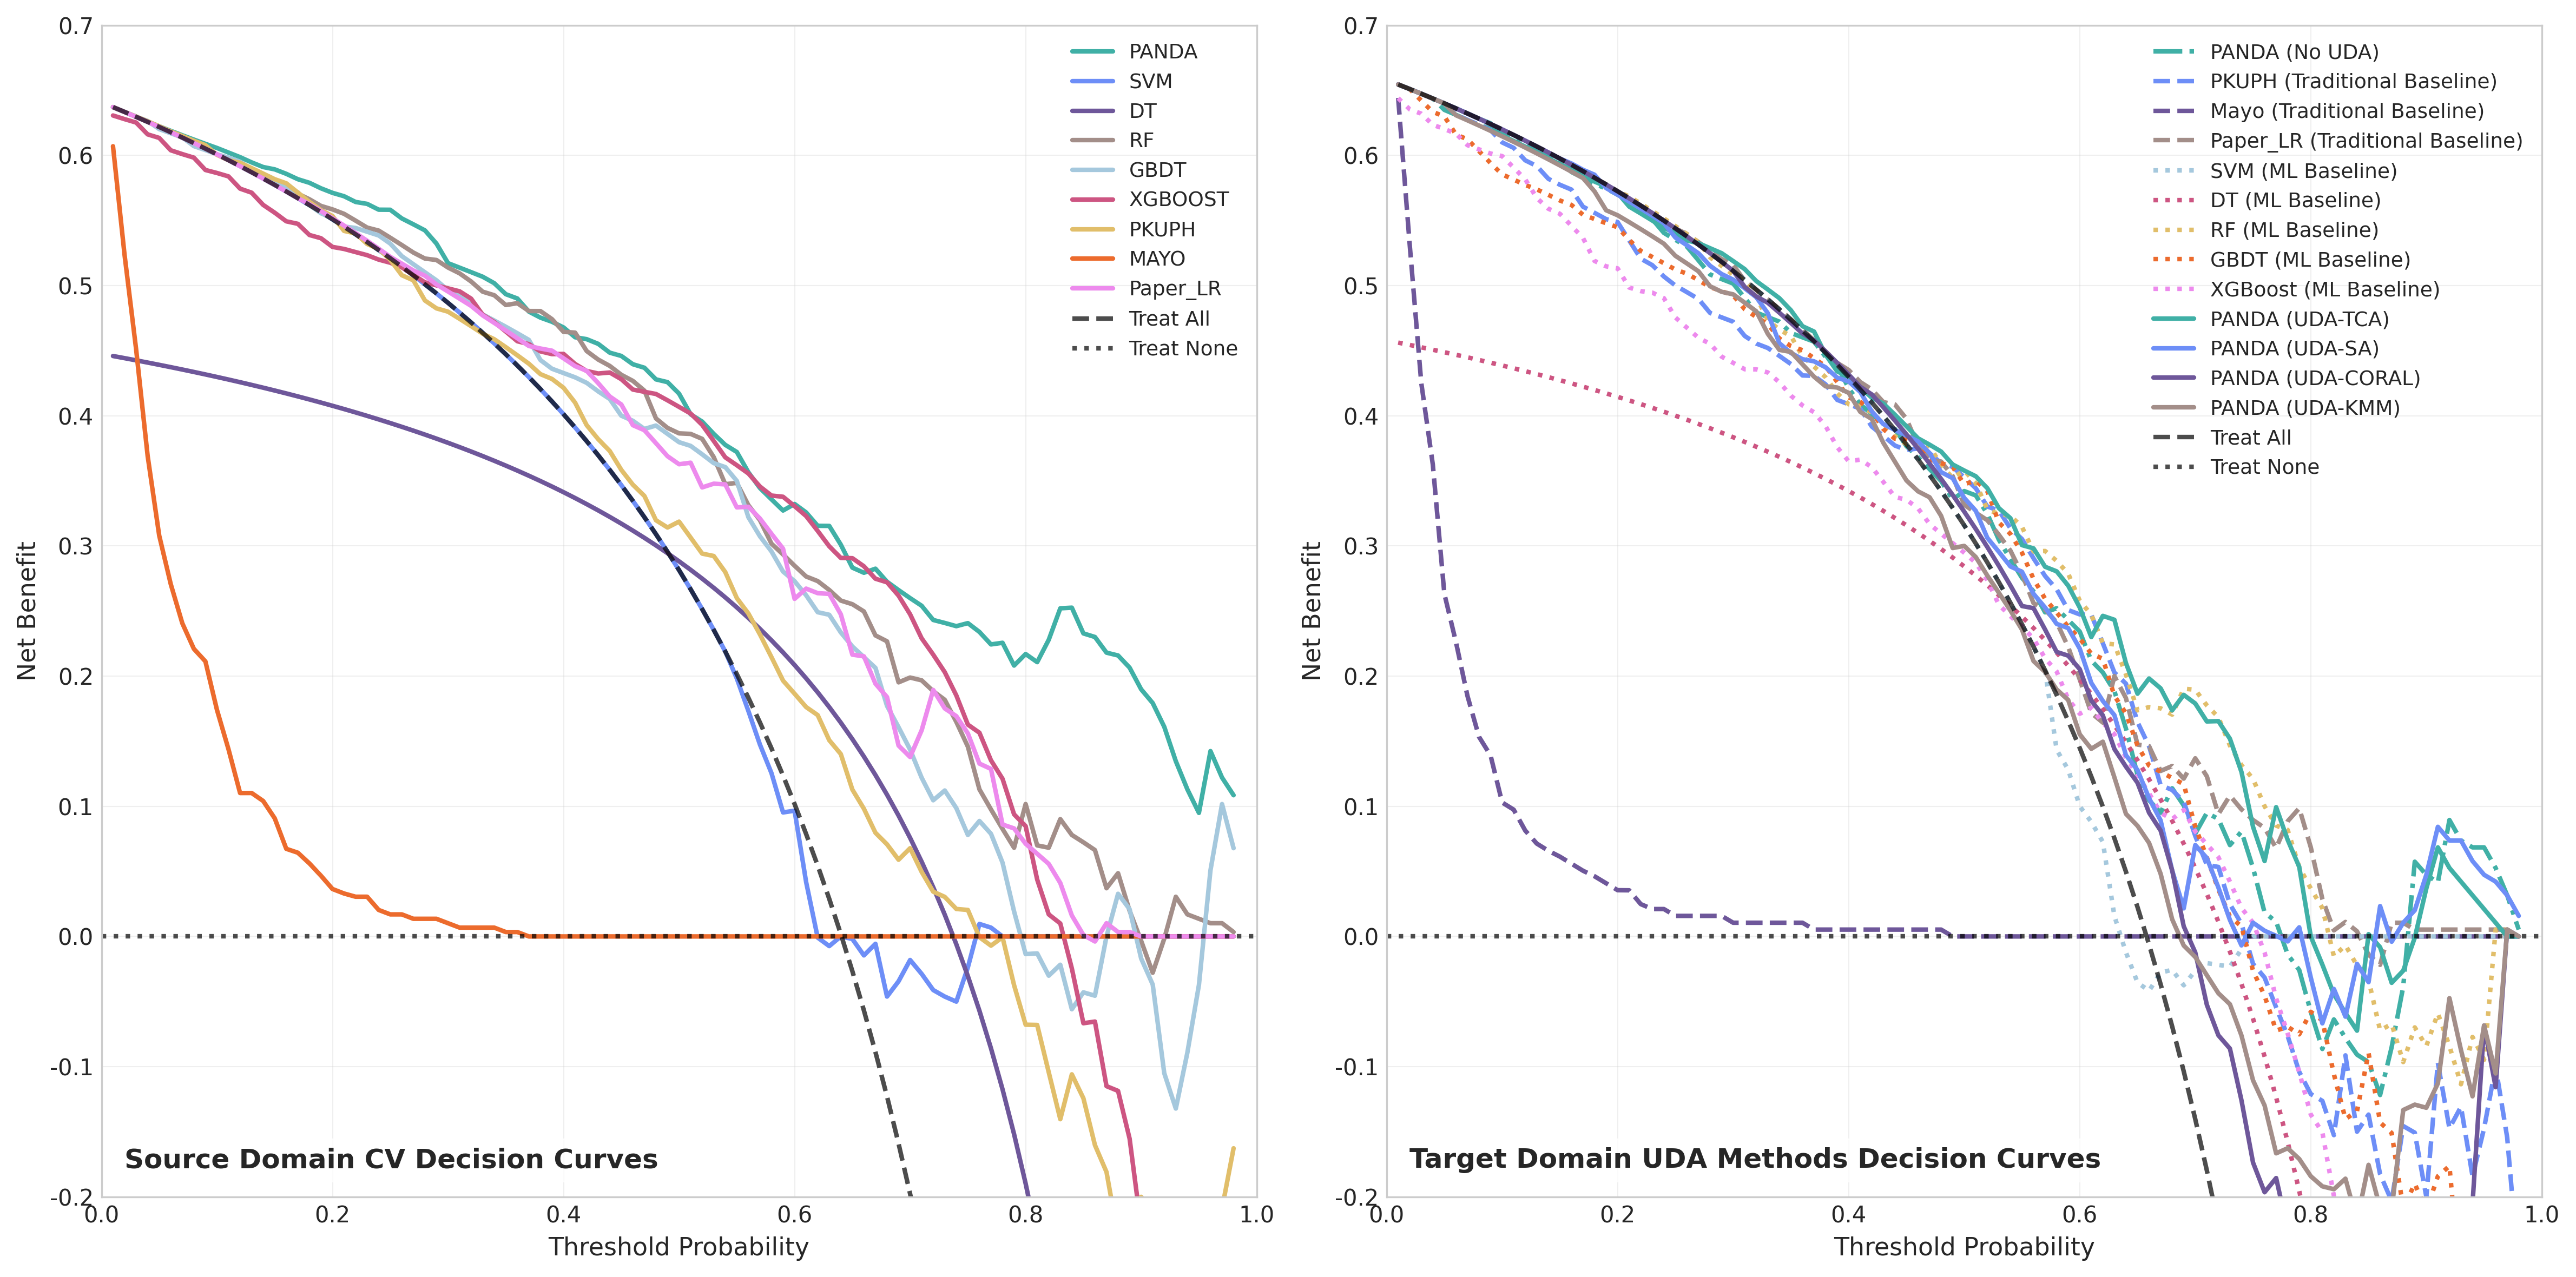 0.7
0.6
0.5
0.4
0.3
0.2
0.1
0.0
-0.1
-0.2
Net Benefit
0.0
0.2
0.4
0.6
0.8
1.0
Threshold Probability
PANDA
SVM
DT
RF
GBDT
XGBOOST
PKUPH
MAYO
Paper_LR
Treat All
Treat None
Source Domain CV Decision Curves
0.7
0.6
0.5
0.4
0.3
0.2
0.1
0.0
-0.1
-0.2
Net Benefit
0.0
0.2
0.4
0.6
0.8
1.0
Threshold Probability
PANDA (No UDA)
PKUPH (Traditional Baseline)
Mayo (Traditional Baseline)
Paper_LR (Traditional Baseline)
SVM (ML Baseline)
DT (ML Baseline)
RF (ML Baseline)
GBDT (ML Baseline)
XGBoost (ML Baseline)
PANDA (UDA-TCA)
PANDA (UDA-SA)
PANDA (UDA-CORAL)
PANDA (UDA-KMM)
Treat All
Treat None
Target Domain UDA Methods Decision Curves